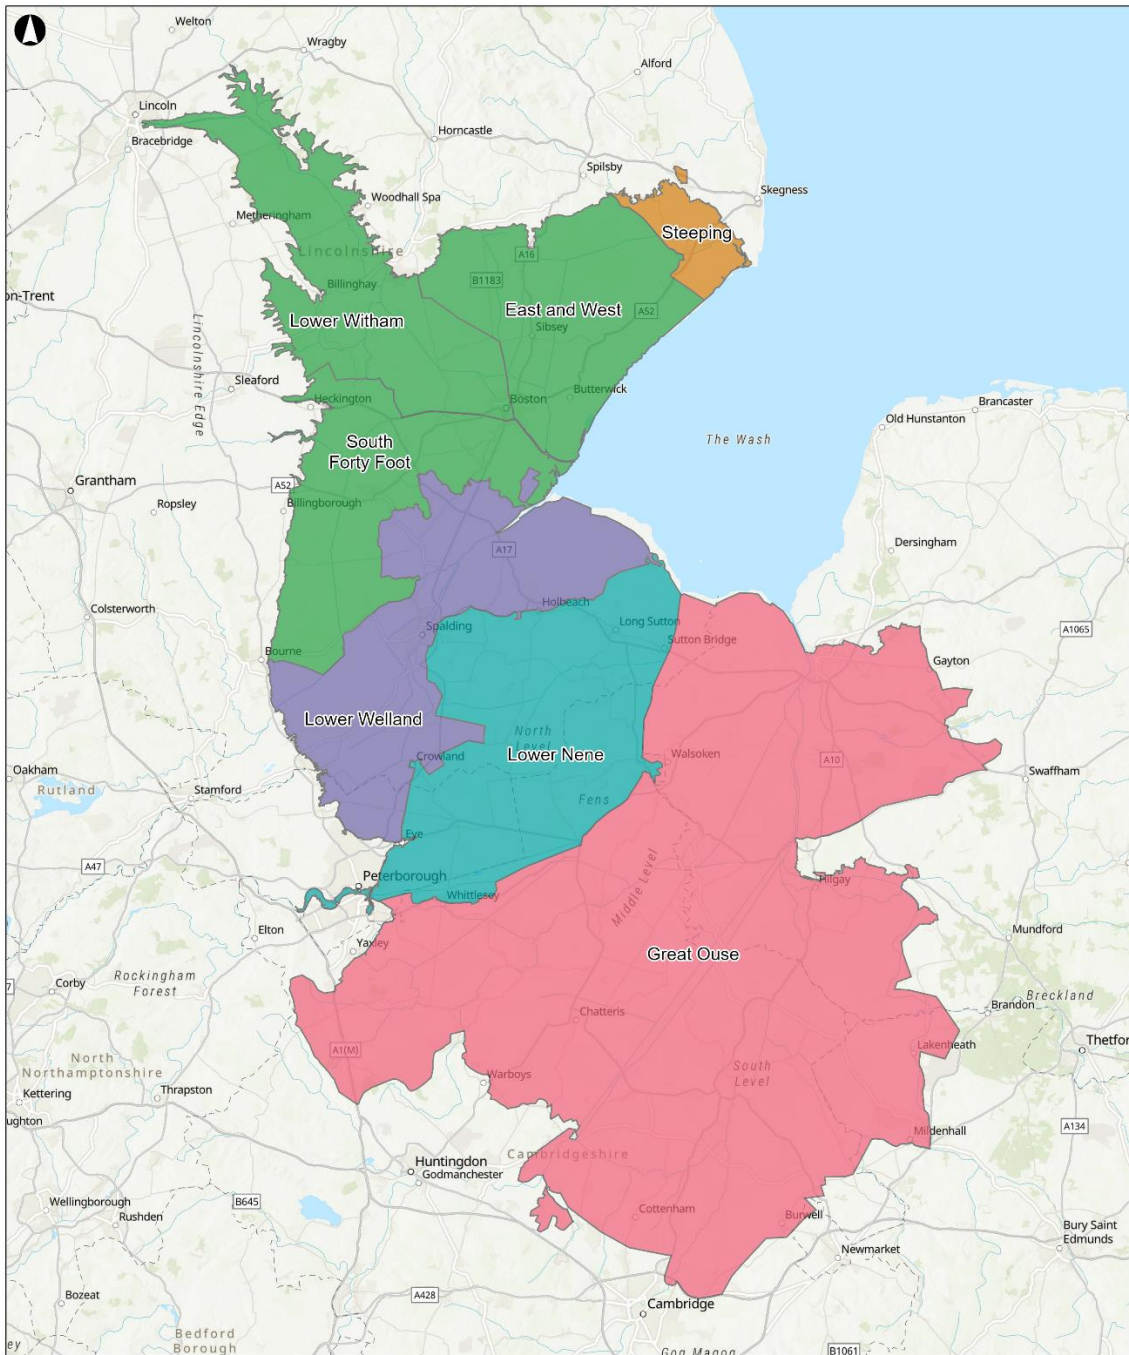 Welton
Wragby
Alford
Lincoln
Bracebridge
Horncastle
Spilsby
Skegness
Woodhall Spa
Metheringham
Steeping
Lincolnshire
A16
B1183
Billinghay
on-Trent
East and West
A52
Lower Witham
Sibsey
Lincolnshire Edge
Sleaford
Heckington
Boston
Butterwick
Brancaster
Old Hunstanton
The Wash
South
Forty Foot
Grantham
A52
Billingborough
Ropsley
A17
Dersingham
Colsterworth
Holbeach
Spalding
Long Sutton
Sutton Bridge
A1065
Bourne
Gayton
Lower Welland
North
Level
Lower Nene
Crowland
Walsoken
A10
Oakham
Rutland
Stamford
Swaffham
Fens
Eye
A47
Peterborough
Whittlesey
Hilgay
Middle Level
Elton
Yaxley
Mundford
Great Ouse
Rockingham
Forest
Corby
7
Breckland
Brandon
Chatteris
A1(M)
Lakenheath
Thetfor
North
Northamptonshire
Kettering
Thrapston
Warboys
South
Level
ughton
A134
Mildenhall
Cambridgeshire
Huntingdon
Godmanchester
Wellingborough
Rushden
B645
Cottenham
Burwell
Bury Saint
Edmunds
Newmarket
Bozeat
A428
Cambridge
Bedford
Borough
ey
Gog Magog
B1061